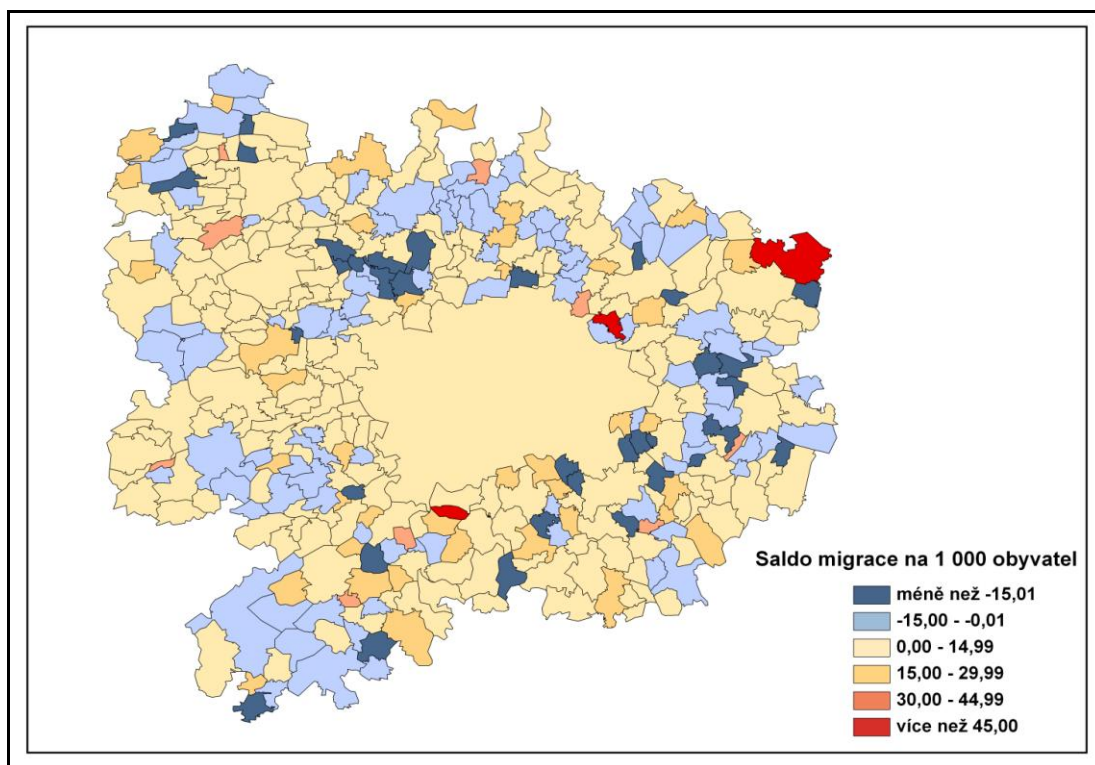 Saldo migrace na 1 000 obyvatel
méně než -15,01
-15,00 - -0,01
0,00 - 14,99
15,00 - 29,99
30,00 - 44,99
více než 45,00